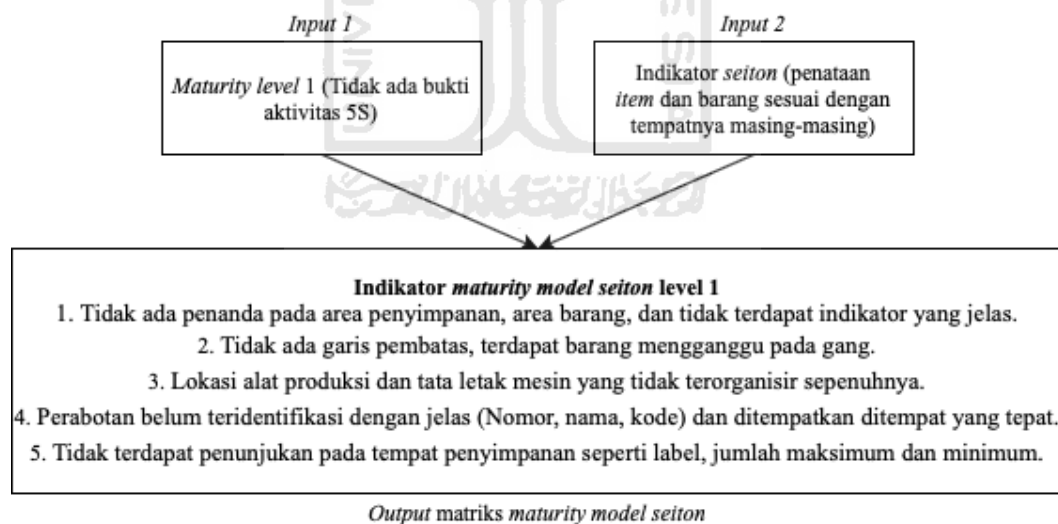 Input 1
Input 2
Maturity level 1 (Tidak ada bukti
aktivitas 5S)
Indikator seiton (penataan
item dan barang sesuai dengan
tempatnya masing-masing)
Indikator maturity model seiton level 1
1. Tidak ada penanda pada area penyimpanan, area barang, dan tidak terdapat indikator yang jelas.
2. Tidak ada garis pembatas, terdapat barang mengganggu pada gang.
3. Lokasi alat produksi dan tata letak mesin yang tidak terorganisir sepenuhnya.
4. Perabotan belum teridentifikasi dengan jelas (Nomor, nama, kode) dan ditempatkan ditempat yang tepat.
5. Tidak terdapat penunjukan pada tempat penyimpanan seperti label, jumlah maksimum dan minimum.
Output matriks maturity model seiton